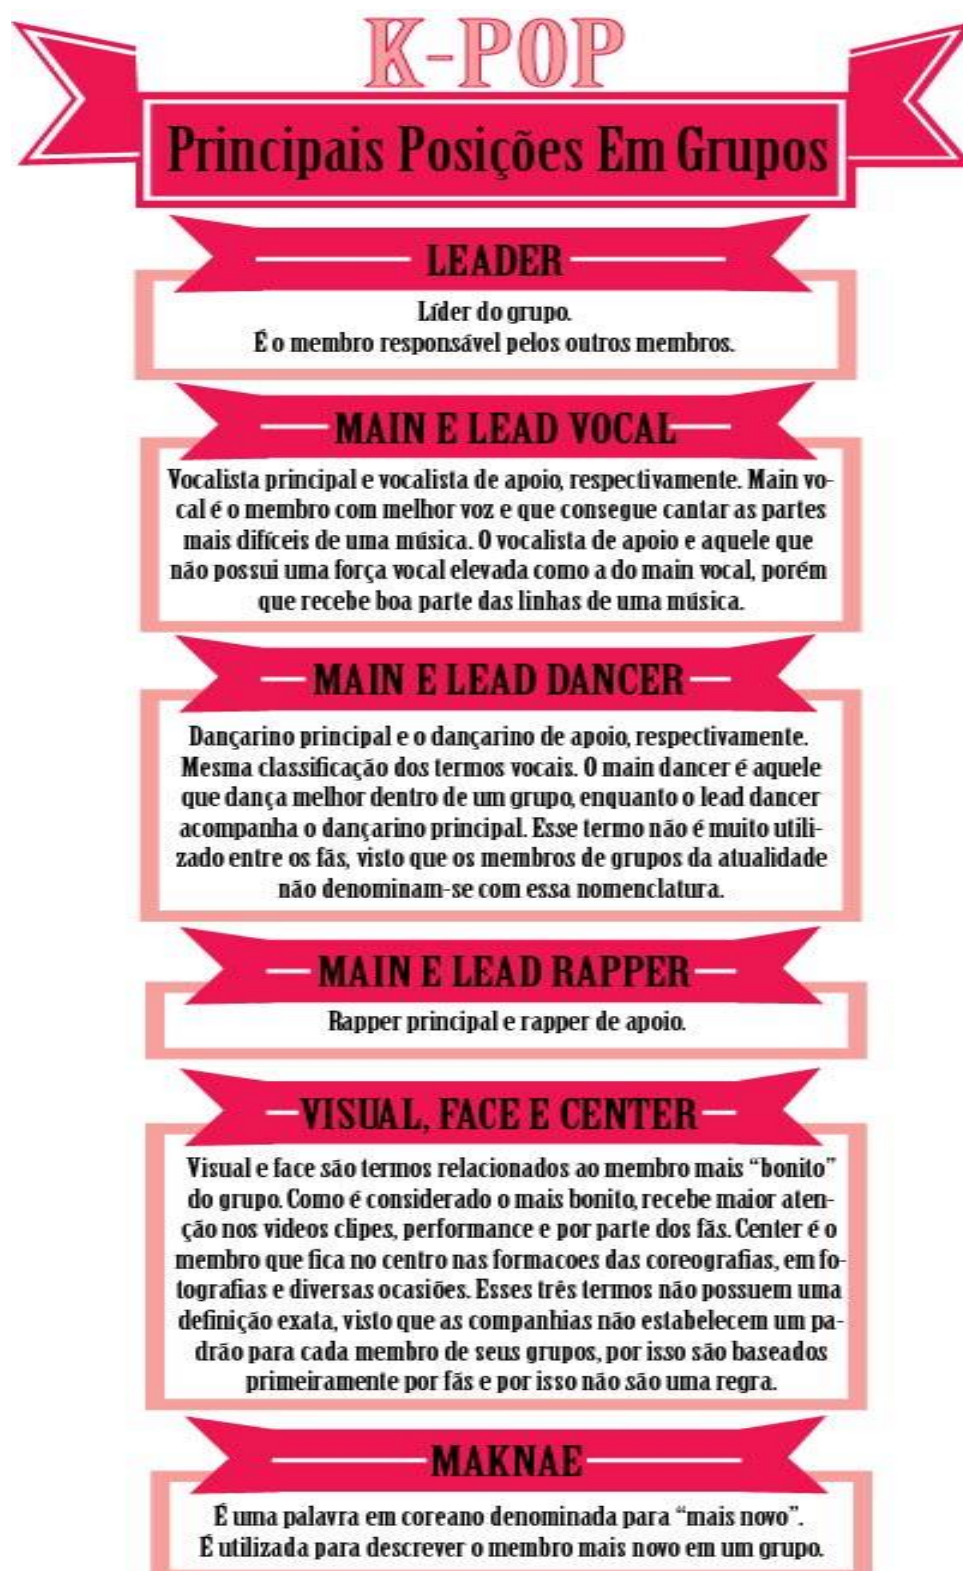 K-POP
Principais Posições Em Grupos
LEADER
Líder do grupo.
É o membro responsável pelos outros membros.
MAIN E LEAD VOCAL
Vocalista principal e vocalista de apoio, respectivamente. Main vo-
cal é o membro com melhor voz e que consegue cantar as partes
mais difíceis de uma música. O vocalista de apoio e aquele que
não possui uma força vocal elevada como a do main vocal, porém
que recebe boa parte das linhas de uma música.
MAIN E LEAD DANCER
Dançarino principal e o dançarino de apoio, respectivamente.
Mesma classificação dos termos vocais. O main dancer é aquele
que dança melhor dentro de um grupo, enquanto o lead dancer
acompanha o dançarino principal. Esse termo não é muito utili-
zado entre os fãs, visto que os membros de grupos da atualidade
não denominam-se com essa nomenclatura.
MAIN E LEAD RAPPER
Rapper principal e rapper de apoio.
VISUAL, FACE E CENTER
Visual e face são termos relacionados ao membro mais “bonito”
do grupo. Como é considerado o mais bonito, recebe maior aten-
ção nos videos clipes, performance e por parte dos fãs. Center é o
membro que fica no centro nas formacoes das coreografias, em fo-
tografias e diversas ocasiões. Esses três termos não possuem uma
definição exata, visto que as companhias não estabelecem um pa-
drão para cada membro de seus grupos, por isso são baseados
primeiramente por fãs e por isso não são uma regra.
MAKNAE
É uma palavra em coreano denominada para “mais novo”.
É utilizada para descrever o membro mais novo em um grupo.